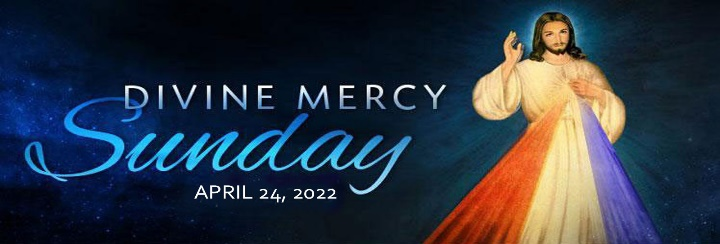 DIVINE MERCY
Sunday
APRIL 24, 2022